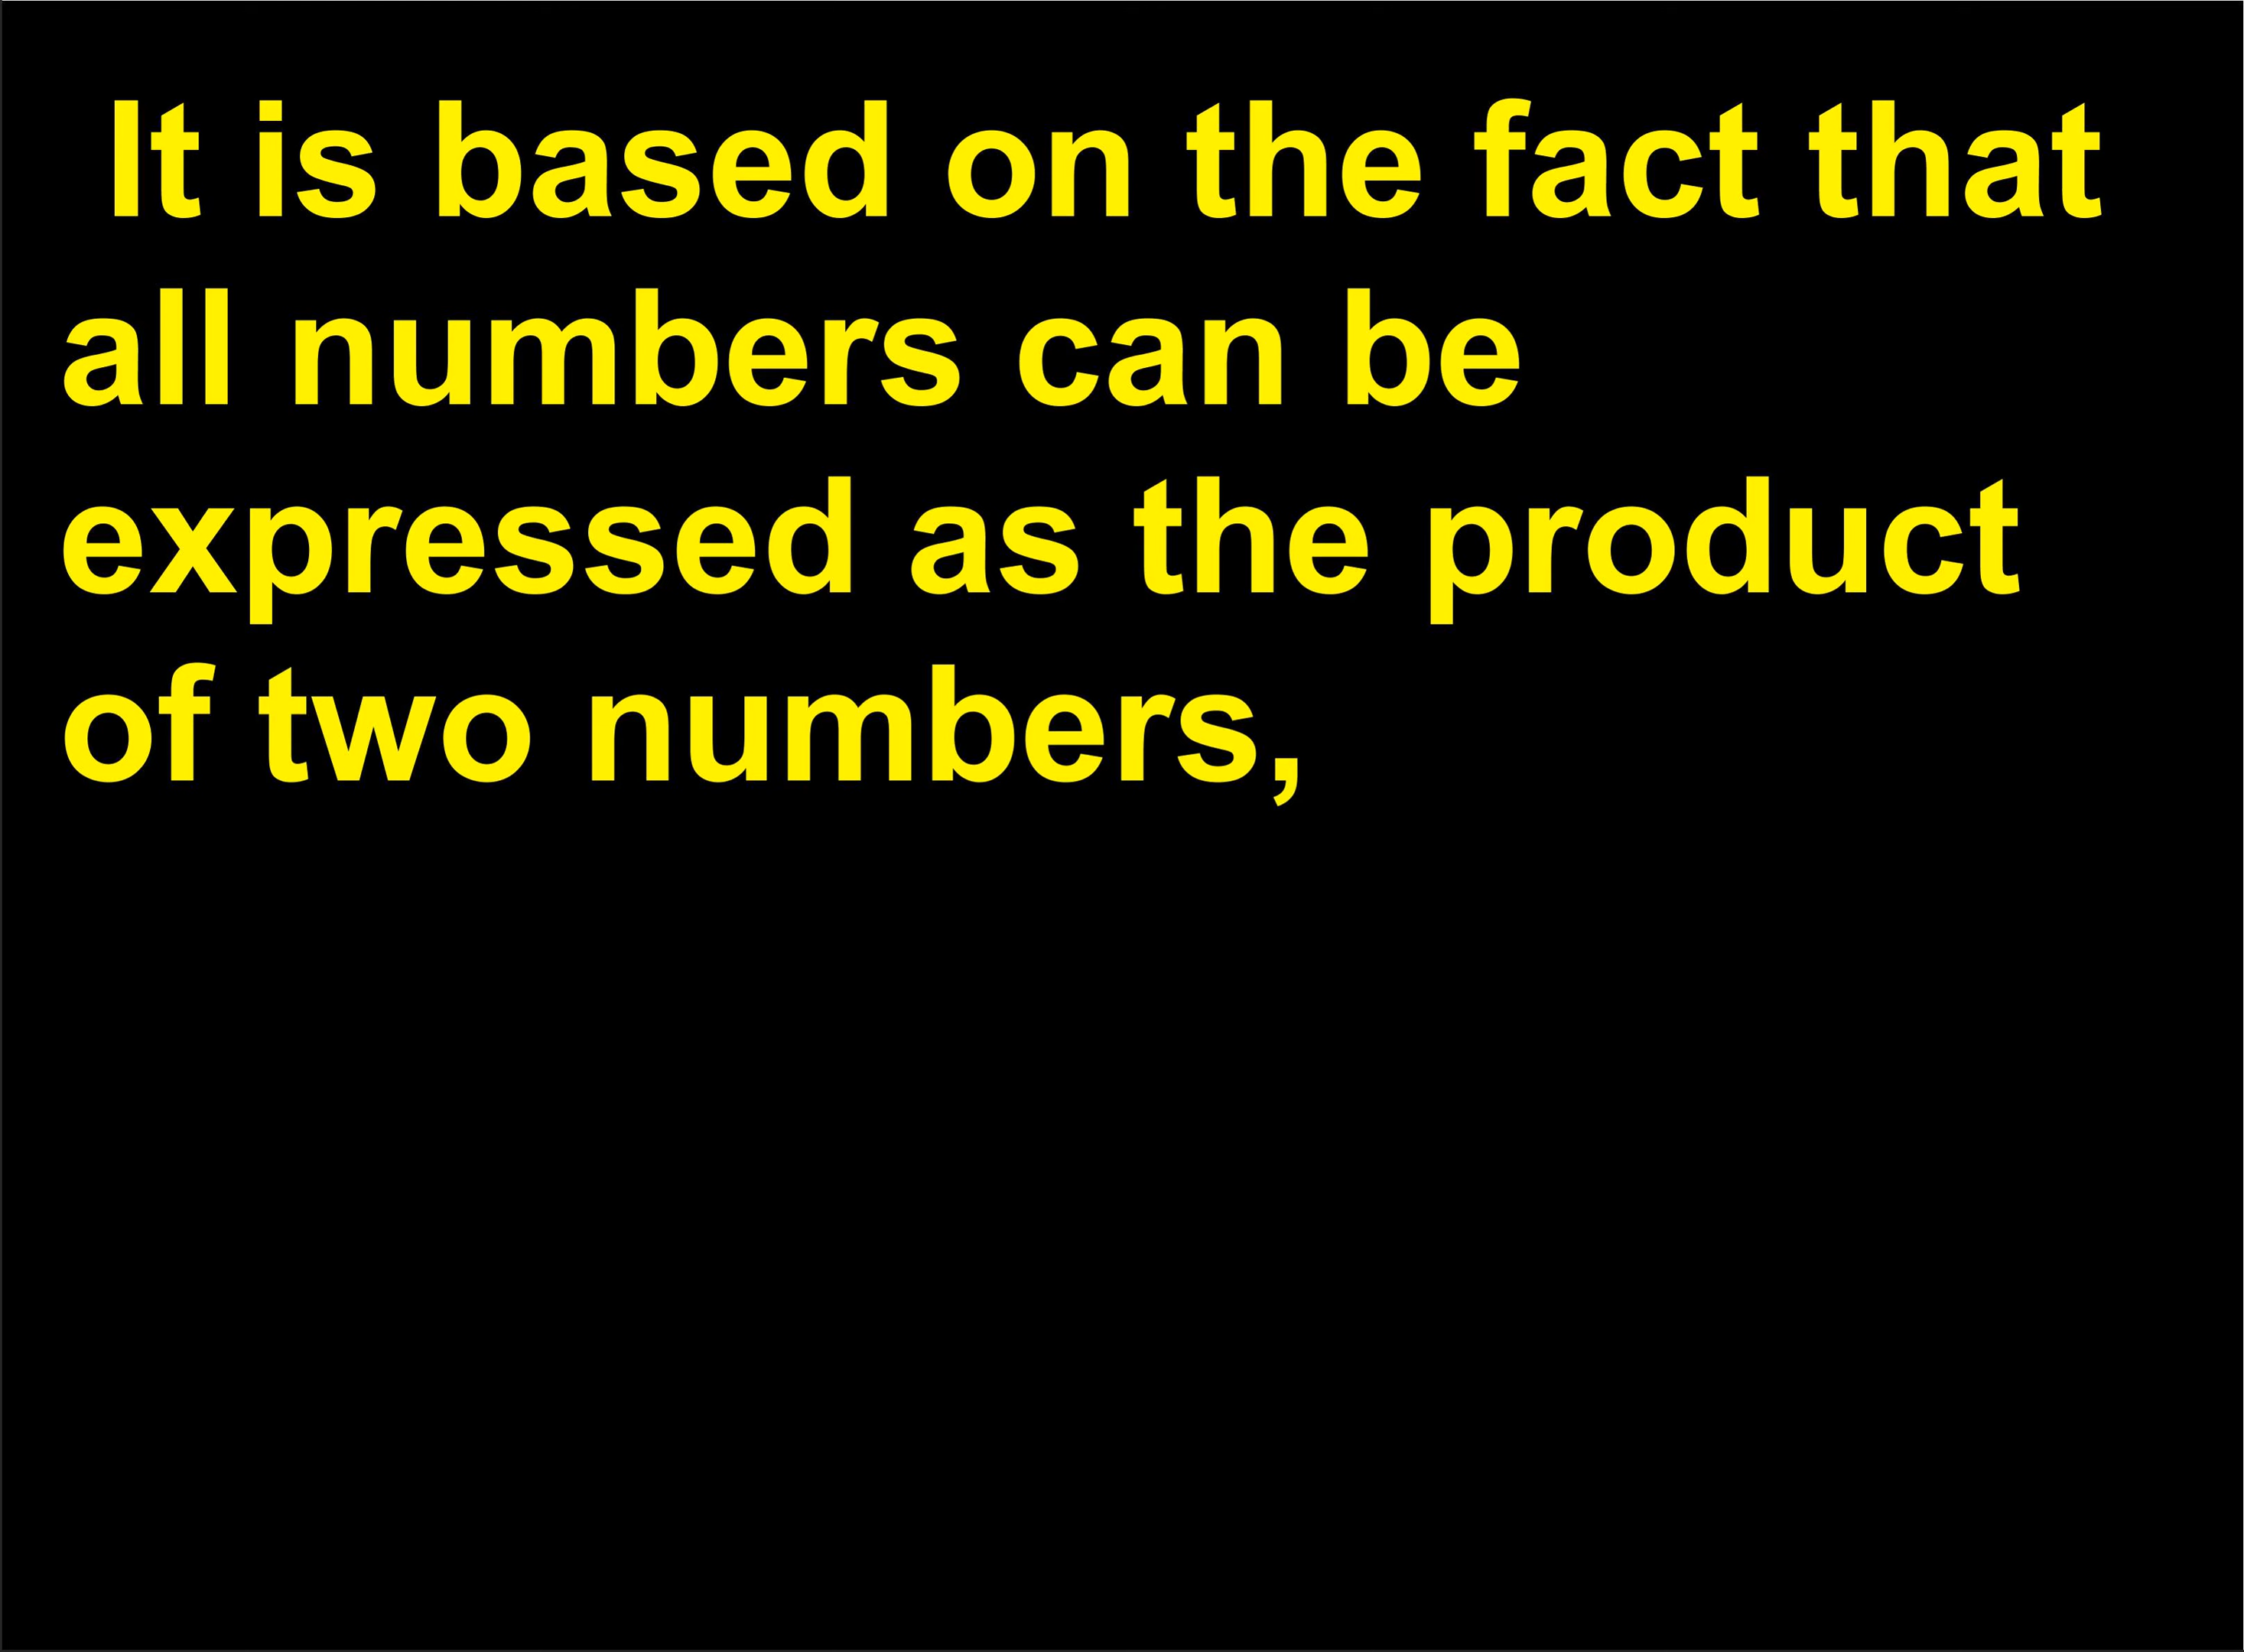 It is based on the fact that
all numbers can be
expressed as the product
of two numbers,